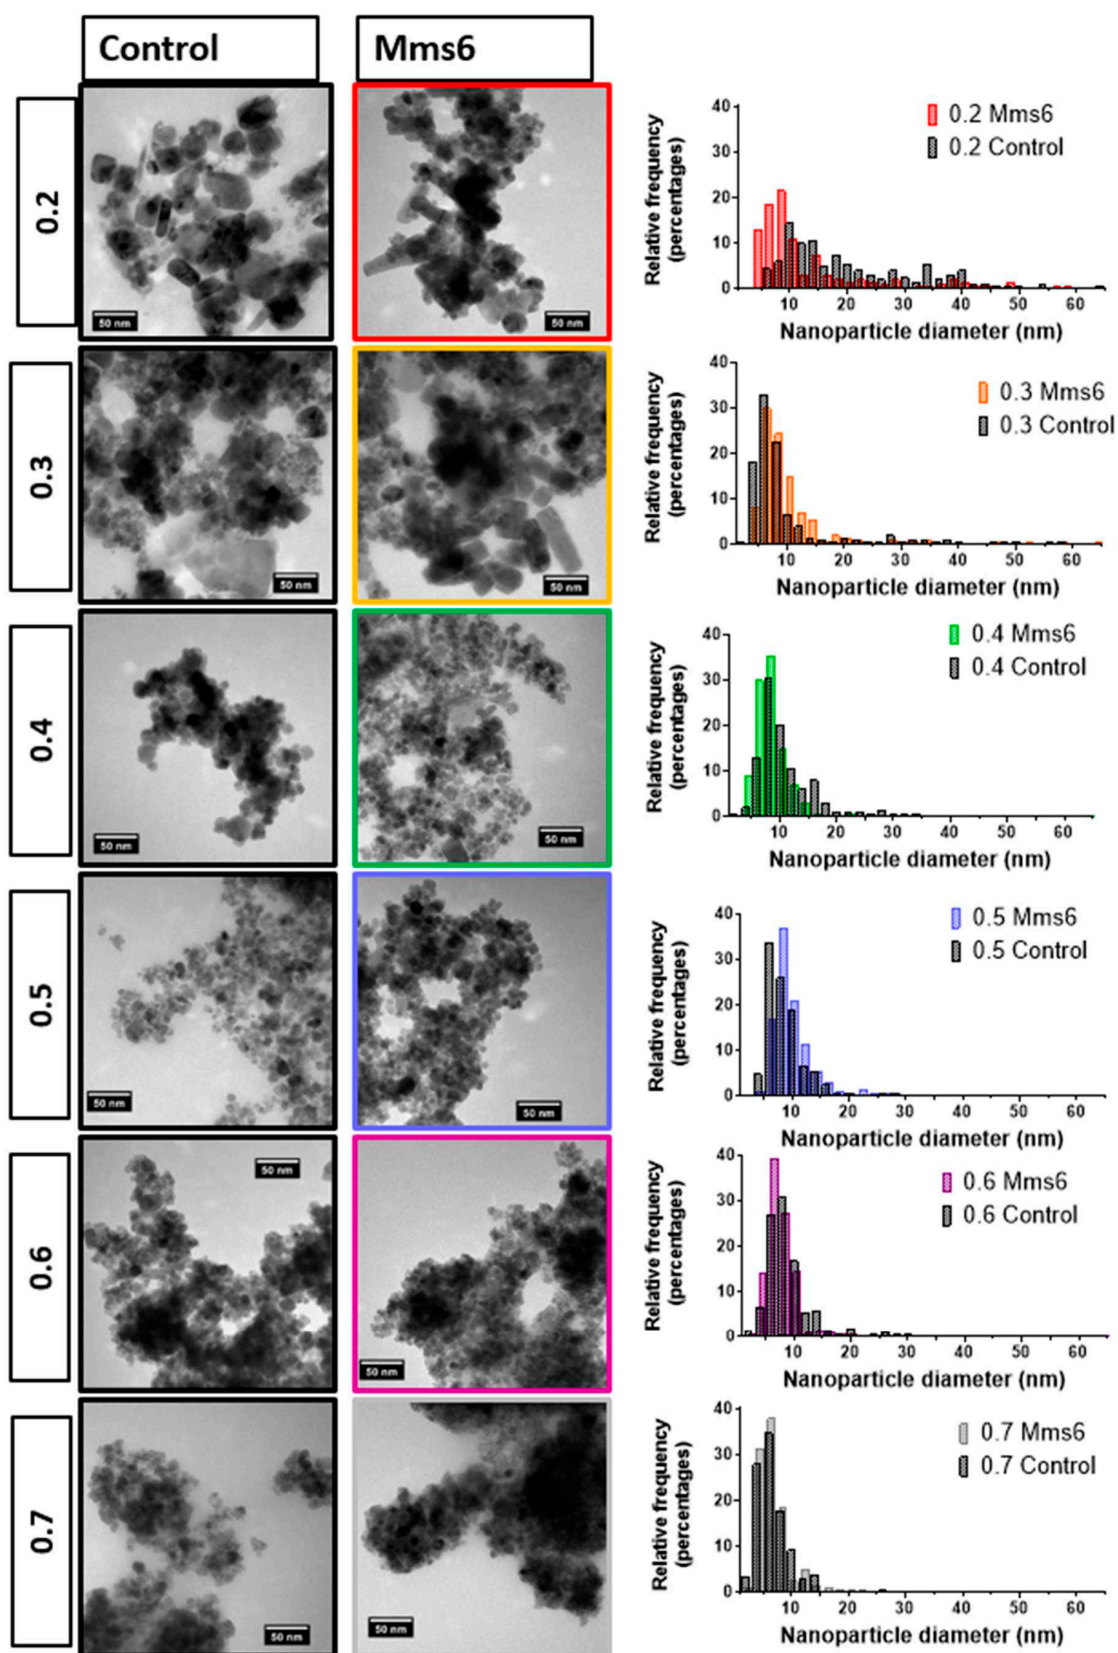 Control
Mms6
0.2
50 nm
50 nm
Relative frequency
(percentages)
40
30
20
10
0
10 20 30 40 50 60
Nanoparticle diameter (nm)
0.2 Mms6
0.2 Control
0.3
50 nm
50 nm
Relative frequency
(percentages)
40
30
20
10
0
10 20 30 40 50 60
Nanoparticle diameter (nm)
0.3 Mms6
0.3 Control
0.4
50 nm
50 nm
Relative frequency
(percentages)
40
30
20
10
0
10 20 30 40 50 60
Nanoparticle diameter (nm)
0.4 Mms6
0.4 Control
0.5
50 nm
50 nm
Relative frequency
(percentages)
40
30
20
10
0
10 20 30 40 50 60
Nanoparticle diameter (nm)
0.5 Mms6
0.5 Control
0.6
50 nm
50 nm
Relative frequency
(percentages)
40
30
20
10
0
10 20 30 40 50 60
Nanoparticle diameter (nm)
0.6 Mms6
0.6 Control
0.7
50 nm
50 nm
Relative frequency
(percentages)
40
30
20
10
0
10 20 30 40 50 60
Nanoparticle diameter (nm)
0.7 Mms6
0.7 Control